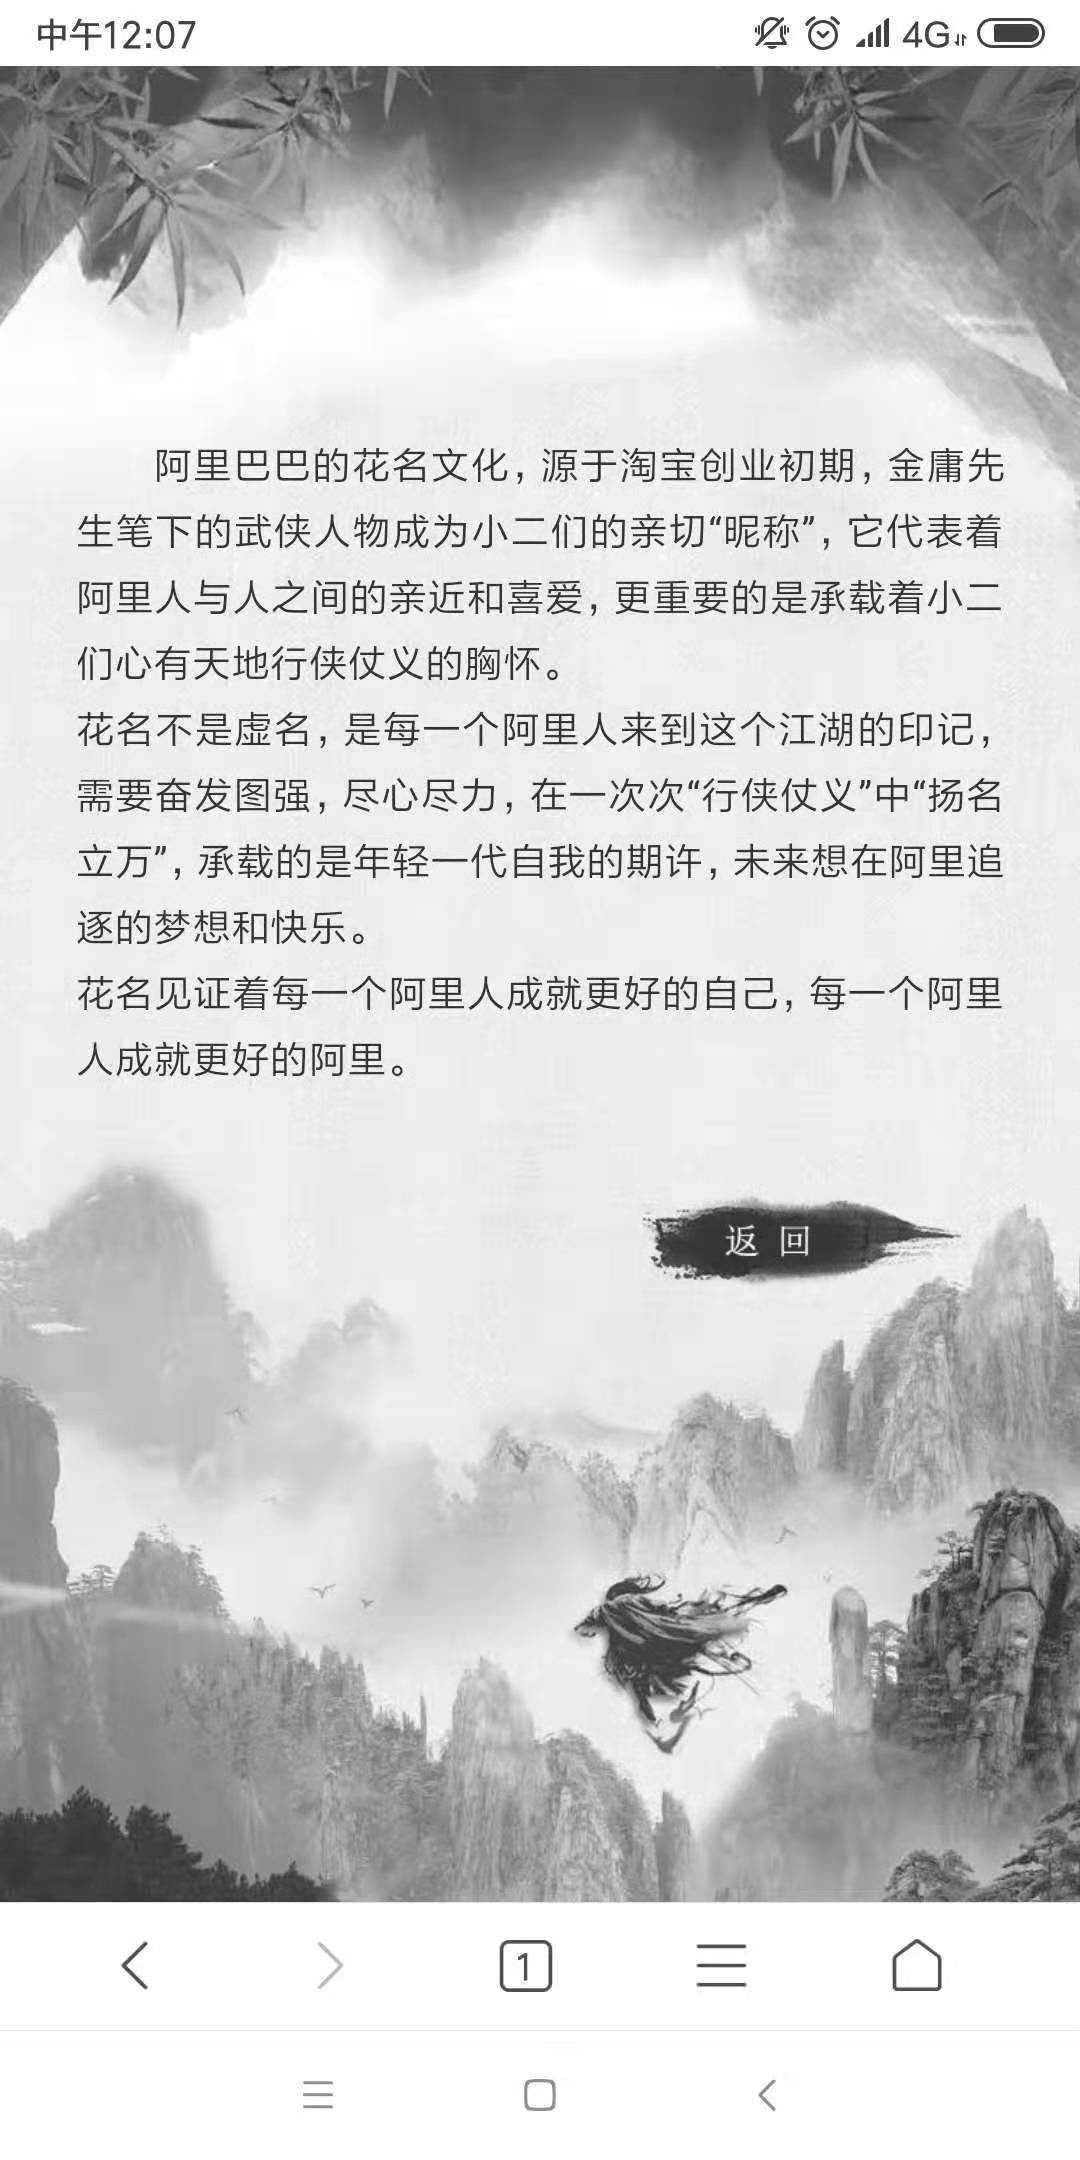 中午12:07
4G
阿里巴巴的花名文化，源于淘宝创业初期，金庸先
生笔下的武侠人物成为小二们的亲切“昵称”，它代表着
阿里人与人之间的亲近和喜爱，更重要的是承载着小二
们心有天地行侠仗义的胸怀。
花名不是虚名，是每一个阿里人来到这个江湖的印记，
需要奋发图强，尽心尽力，在一次次“行侠仗义”中“扬名
立万”，承载的是年轻一代自我的期许，未来想在阿里追
逐的梦想和快乐。
花名见证着每一个阿里人成就更好的自己，每一个阿里
人成就更好的阿里。
返回
1